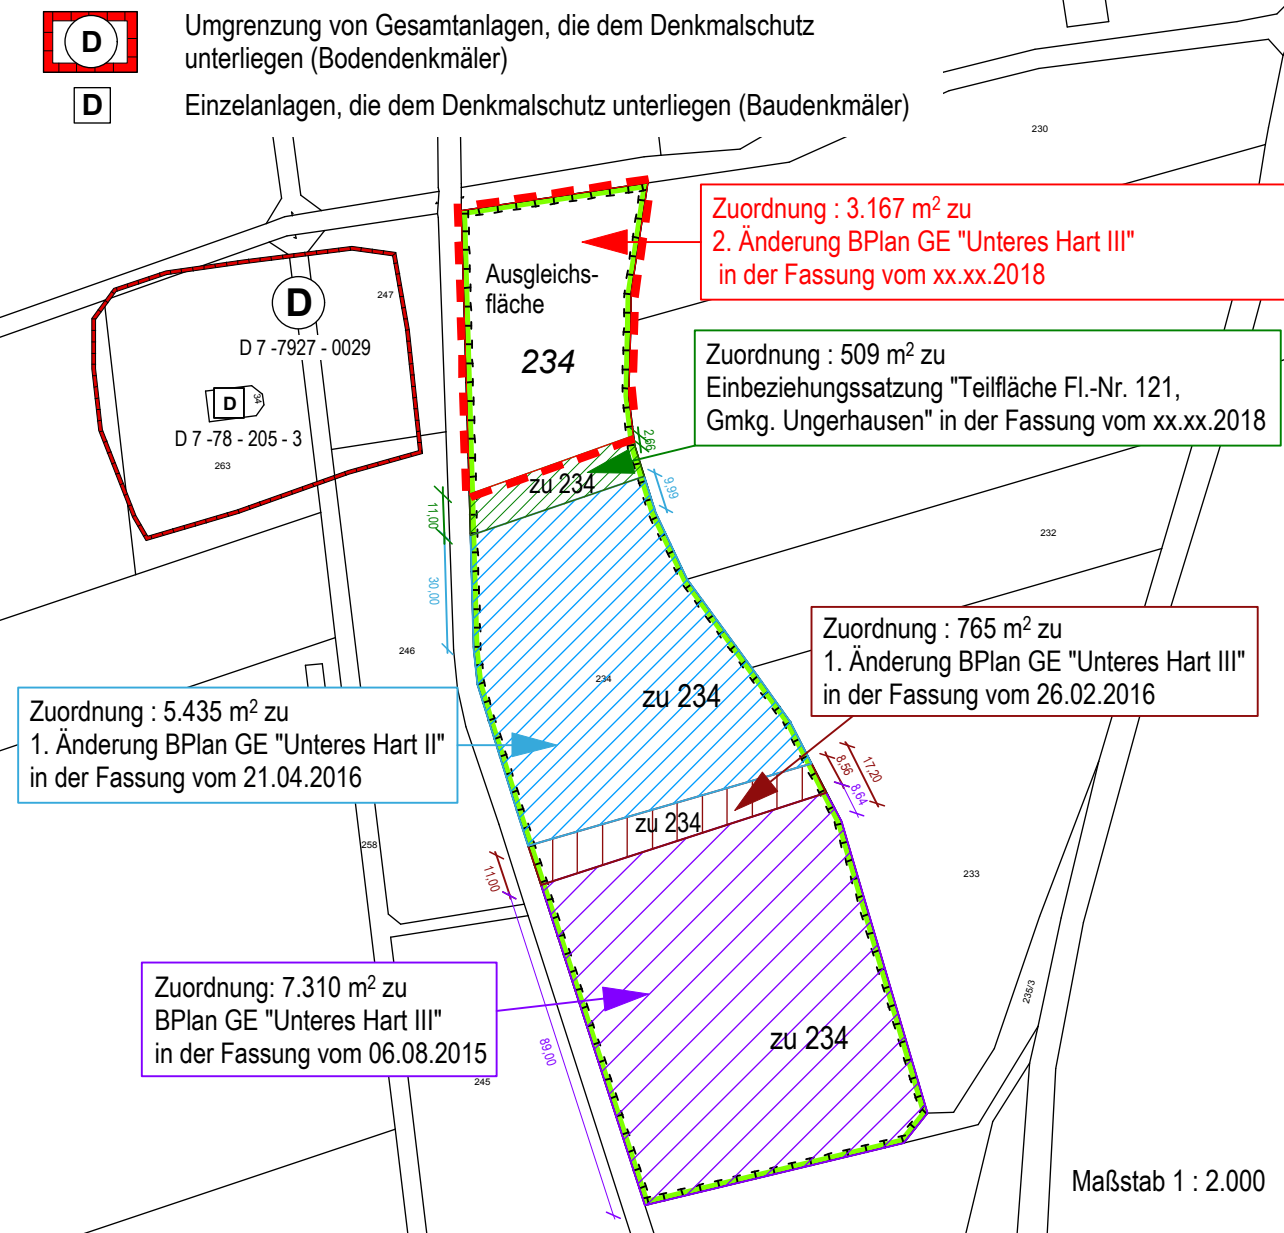 D
Umgrenzung von Gesamtanlagen, die dem Denkmalschutz
unterliegen (Bodendenkmäler)
D
Einzelanlagen, die dem Denkmalschutz unterliegen (Baudenkmäler)
230
Zuordnung : 3.167 m² zu
2. Änderung BPlan GE "Unteres Hart III"
in der Fassung vom xx.xx.2018
Ausgleichs-
fläche
234
247
D
D 7 -7927 - 0029
D
34
D 7 -78 - 205 - 3
263
Zuordnung : 509 m² zu
Einbeziehungssatzung "Teilfläche Fl.-Nr. 121,
Gmkg. Ungerhausen" in der Fassung vom xx.xx.2018
2,66
zu 234
9,99
11,00
232
30,00
Zuordnung : 765 m² zu
1. Änderung BPlan GE "Unteres Hart III"
in der Fassung vom 26.02.2016
246
234
zu 234
Zuordnung : 5.435 m² zu
1. Änderung BPlan GE "Unteres Hart II"
in der Fassung vom 21.04.2016
17,20
8,56
8,64
zu 234
258
11,00
233
Zuordnung: 7.310 m² zu
BPlan GE "Unteres Hart III"
in der Fassung vom 06.08.2015
235/3
89,00
zu 234
245
Maßstab 1 : 2.000